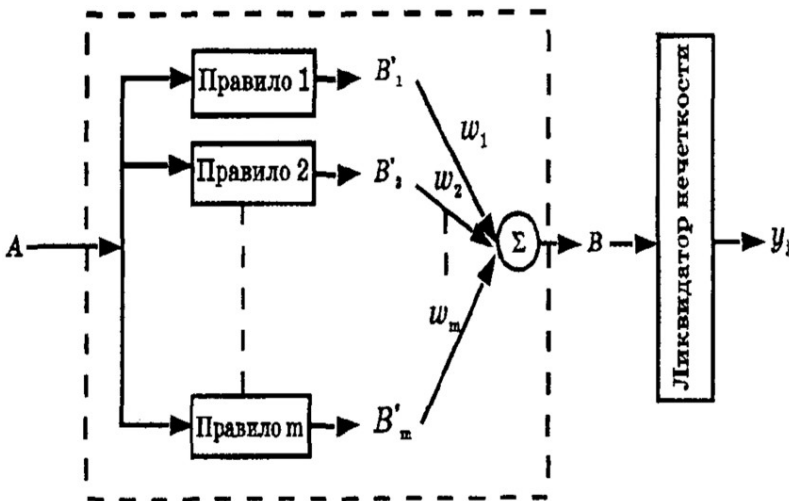 Правило 1
B'₁
w₁
Правило 2
B'₂
w₂
A
Σ
B
Ликвидатор нечеткости
wₘ
Правило m
B'ₘ